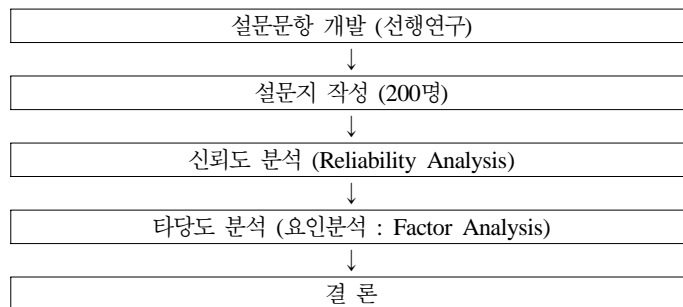 설문문항 개발 (선행연구)
↓
설문지 작성 (200명)
↓
신뢰도 분석 (Reliability Analysis)
↓
타당도 분석 (요인분석 : Factor Analysis)
↓
결 론